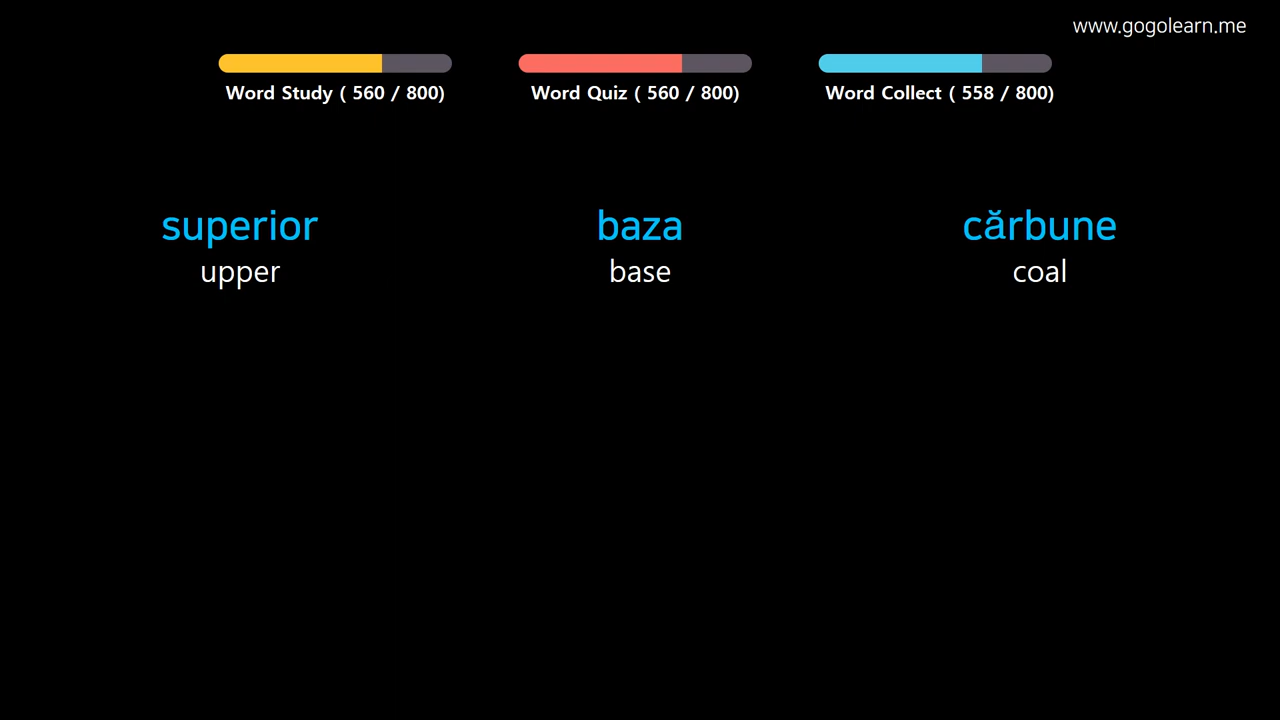 www.gogolearn.me
Word Study ( 560 / 800)
Word Quiz ( 560 / 800)
Word Collect ( 558 / 800)
superior
upper
baza
base
cărbune
coal